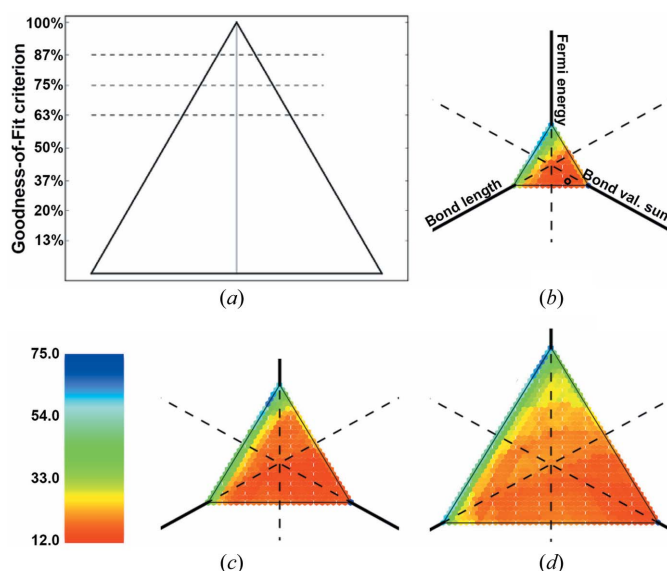 Goodness-of-Fit criterion
100%
87%
75%
63%
50%
37%
20%
13%
(a)
Fermi energy
Bond length
Bond val. sum
(b)
75.0
54.0
33.0
12.0
(c)
(d)